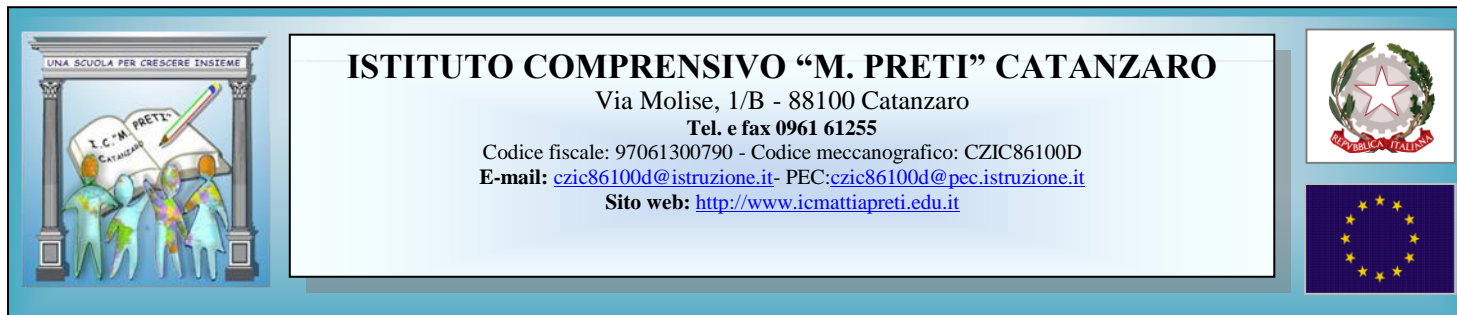 UNA SCUOLA PER CRESCERE INSIEME
I.C. "M. PRETI"
CATANZARO
ISTITUTO COMPRENSIVO “M. PRETI” CATANZARO
Via Molise, 1/B - 88100 Catanzaro
Tel. e fax 0961 61255
Codice fiscale: 97061300790 - Codice meccanografico: CZIC86100D
E-mail: czic86100d@istruzione.it- PEC:czic86100d@pec.istruzione.it
Sito web: http://www.icmattiapreti.edu.it
REPVBBLICA ITALIANA